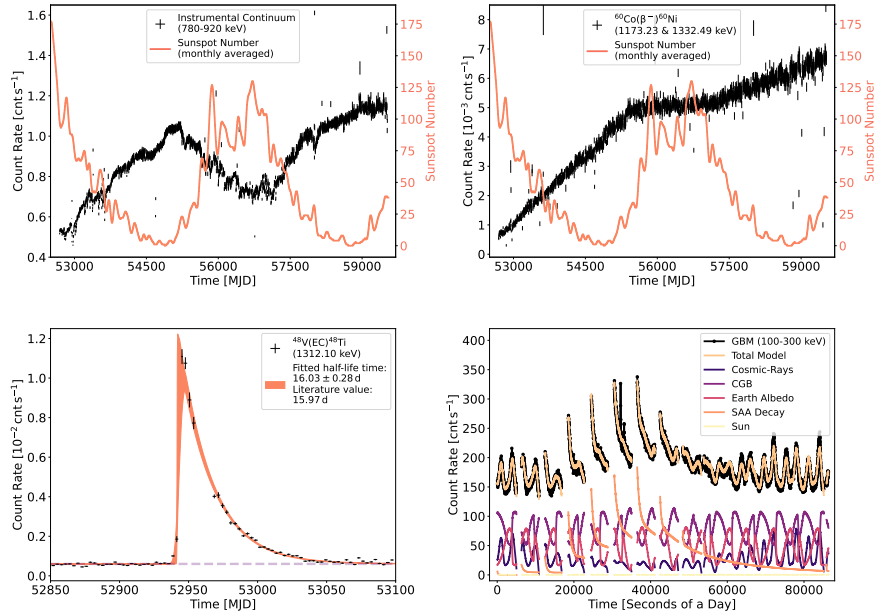 Instrumental Continuum
(780-920 keV)
Sunspot Number
(monthly averaged)
Count Rate [cnt s⁻¹]
1.6
1.4
1.2
1.0
0.8
0.6
0.4
53000
54500
56000
57500
59000
Time [MJD]
175
150
125
100
75
50
25
0
Sunspot Number
⁶⁰Co(β⁻)⁶⁰Ni
(1173.23 & 1332.49 keV)
Sunspot Number
(monthly averaged)
Count Rate [10⁻³ cnt s⁻¹]
8
7
6
5
4
3
2
1
0
53000
54500
56000
57500
59000
Time [MJD]
175
150
125
100
75
50
25
0
Sunspot Number
⁴⁸V(EC)⁴⁸Ti
(1312.10 keV)
Fitted half-life time:
16.03 ± 0.28 d
Literature value:
15.97 d
Count Rate [10⁻² cnt s⁻¹]
1.2
1.0
0.8
0.6
0.4
0.2
0.0
52850
52900
52950
53000
53050
53100
Time [MJD]
GBM (100-300 keV)
Total Model
Cosmic-Rays
CGB
Earth Albedo
SAA Decay
Sun
Count Rate [cnt s⁻¹]
400
350
300
250
200
150
100
50
0
0
20000
40000
60000
80000
Time [Seconds of a Day]